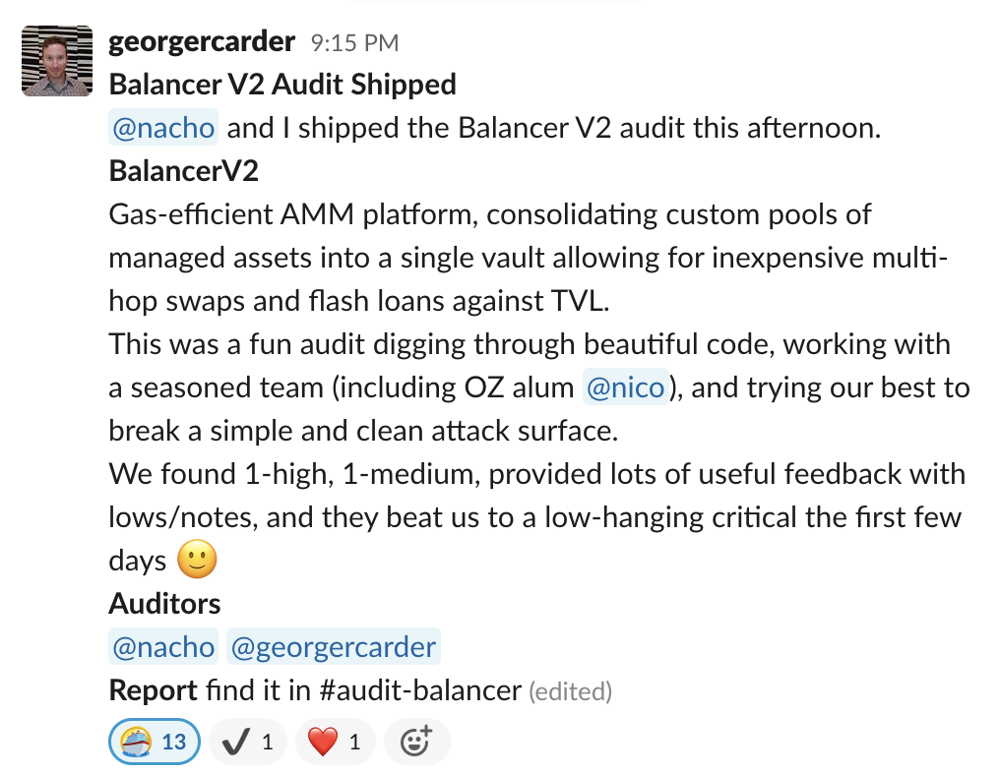 georgercarder 9:15 PM
Balancer V2 Audit Shipped
@nacho and I shipped the Balancer V2 audit this afternoon.
BalancerV2
Gas-efficient AMM platform, consolidating custom pools of
managed assets into a single vault allowing for inexpensive multi-
hop swaps and flash loans against TVL.
This was a fun audit digging through beautiful code, working with
a seasoned team (including OZ alum @nico), and trying our best to
break a simple and clean attack surface.
We found 1-high, 1-medium, provided lots of useful feedback with
lows/notes, and they beat us to a low-hanging critical the first few
days 🙂
Auditors
@nacho @georgercarder
Report find it in #audit-balancer (edited)
13 1 1